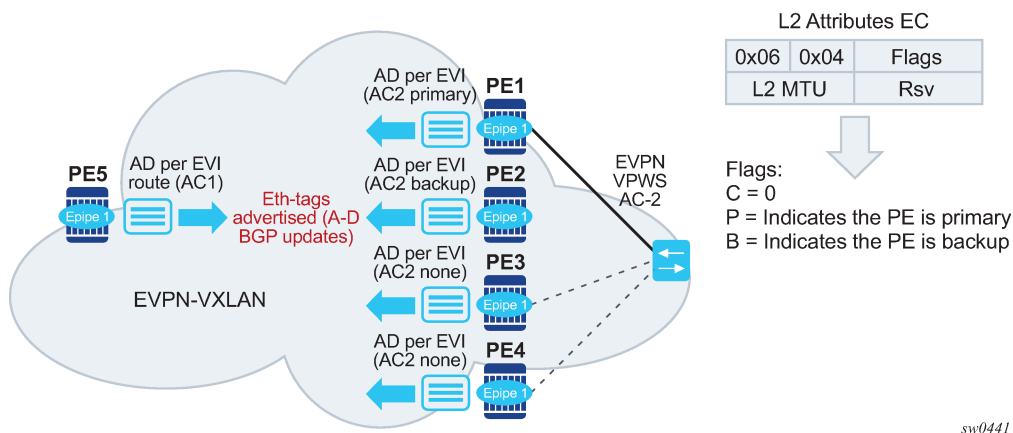 L2 Attributes EC
0x06 0x04 Flags
L2 MTU Rsv
Flags:
C = 0
P = Indicates the PE is primary
B = Indicates the PE is backup
AD per EVI
(AC2 primary)
PE1
Epipe 1
AD per EVI
(AC2 backup)
PE2
Epipe 1
AD per EVI
(AC2 none)
PE3
Epipe 1
AD per EVI
(AC2 none)
PE4
Epipe 1
PE5
Epipe 1
AD per EVI
route (AC1)
Eth-tags
advertised (A-D
BGP updates)
EVPN-VXLAN
EVPN
VPWS
AC-2
sw0441